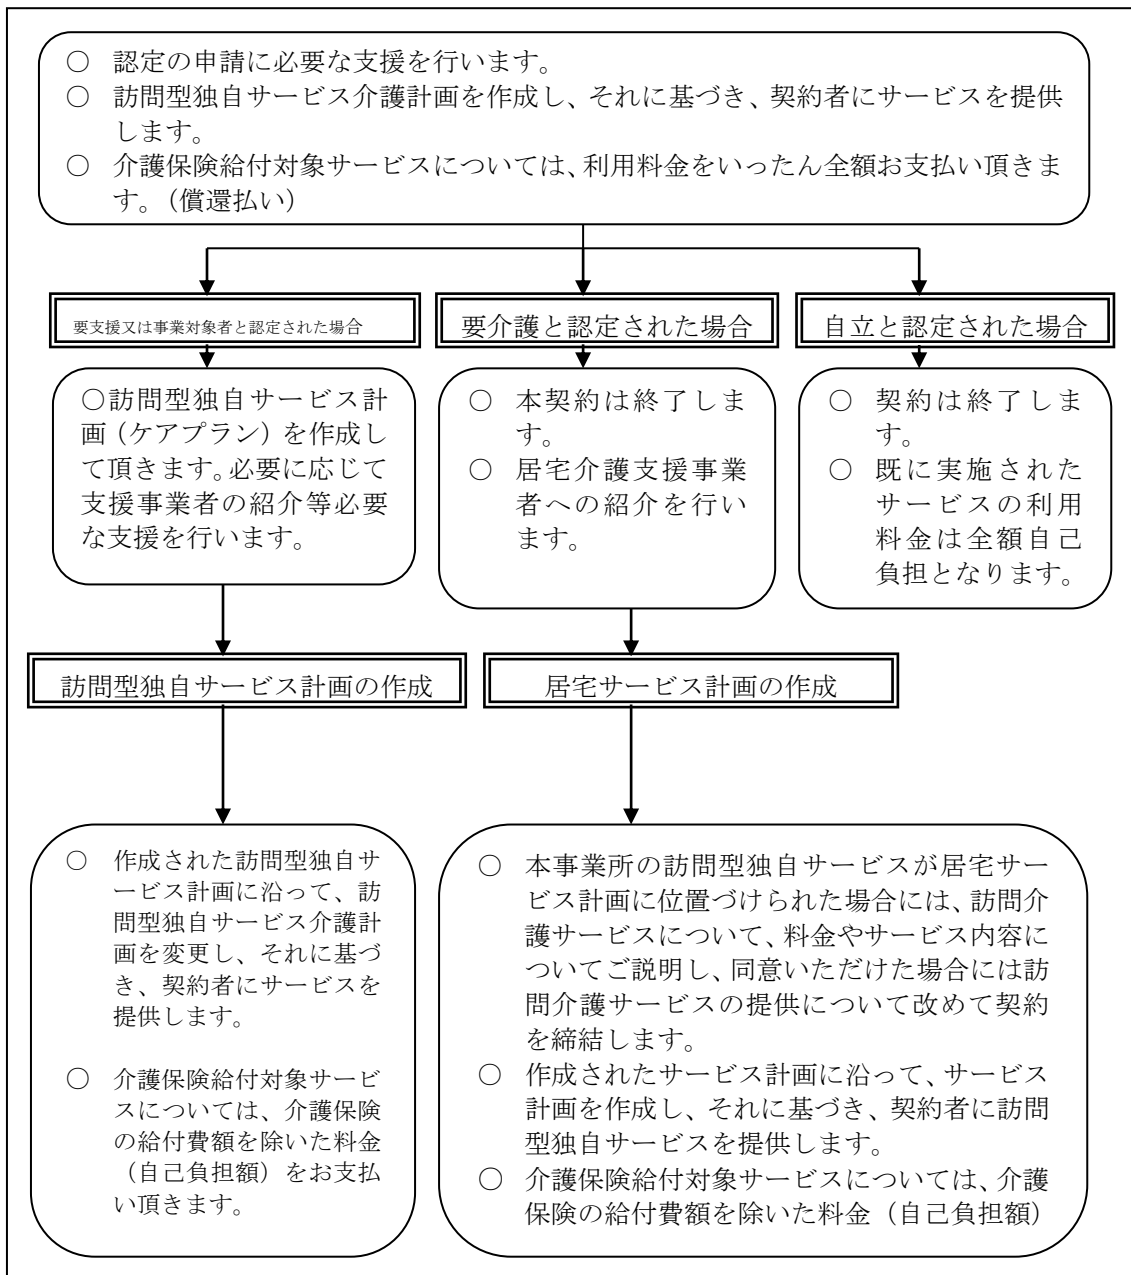 ○ 認定の申請に必要な支援を行います。
○ 訪問型独自サービス介護計画を作成し、それに基づき、契約者にサービスを提供
します。
○ 介護保険給付対象サービスについては、利用料金をいったん全額お支払い頂きま
す。（償還払い）
要支援又は事業対象者と認定された場合
要介護と認定された場合
自立と認定された場合
○訪問型独自サービス計
画（ケアプラン）を作成し
て頂きます。必要に応じて
支援事業者の紹介等必要
な支援を行います。
○ 本契約は終了しま
す。
○ 居宅介護支援事業
者への紹介を行い
ます。
○ 契約は終了しま
す。
○ 既に実施された
サービスの利用
料金は全額自己
負担となります。
訪問型独自サービス計画の作成
居宅サービス計画の作成
○ 作成された訪問型独自サ
ービス計画に沿って、訪
問型独自サービス介護計
画を変更し、それに基づ
き、契約者にサービスを
提供します。
○ 介護保険給付対象サービ
スについては、介護保険
の給付費額を除いた料金
（自己負担額）をお支払
い頂きます。
○ 本事業所の訪問型独自サービスが居宅サー
ビス計画に位置づけられた場合には、訪問介
護サービスについて、料金やサービス内容に
ついてご説明し、同意いただけた場合には訪
問介護サービスの提供について改めて契約
を締結します。
○ 作成されたサービス計画に沿って、サービス
計画を作成し、それに基づき、契約者に訪問
型独自サービスを提供します。
○ 介護保険給付対象サービスについては、介護
保険の給付費額を除いた料金（自己負担額）